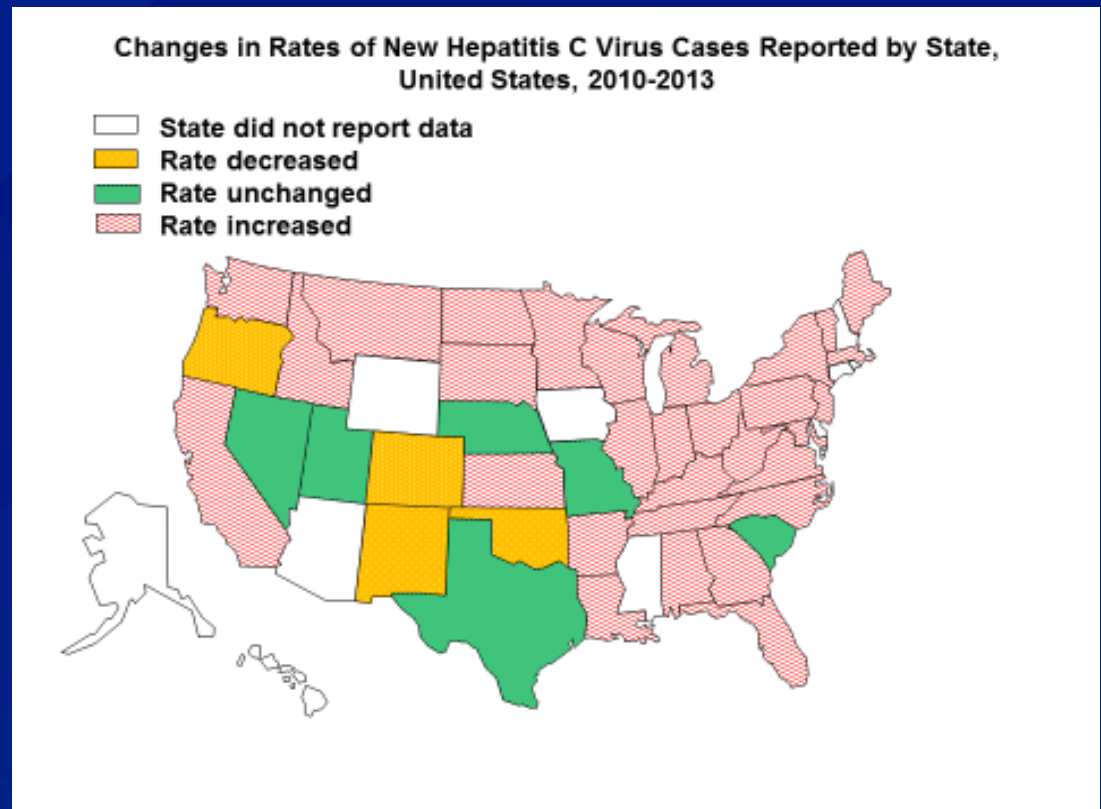 Changes in Rates of New Hepatitis C Virus Cases Reported by State,
United States, 2010-2013
State did not report data
Rate decreased
Rate unchanged
Rate increased